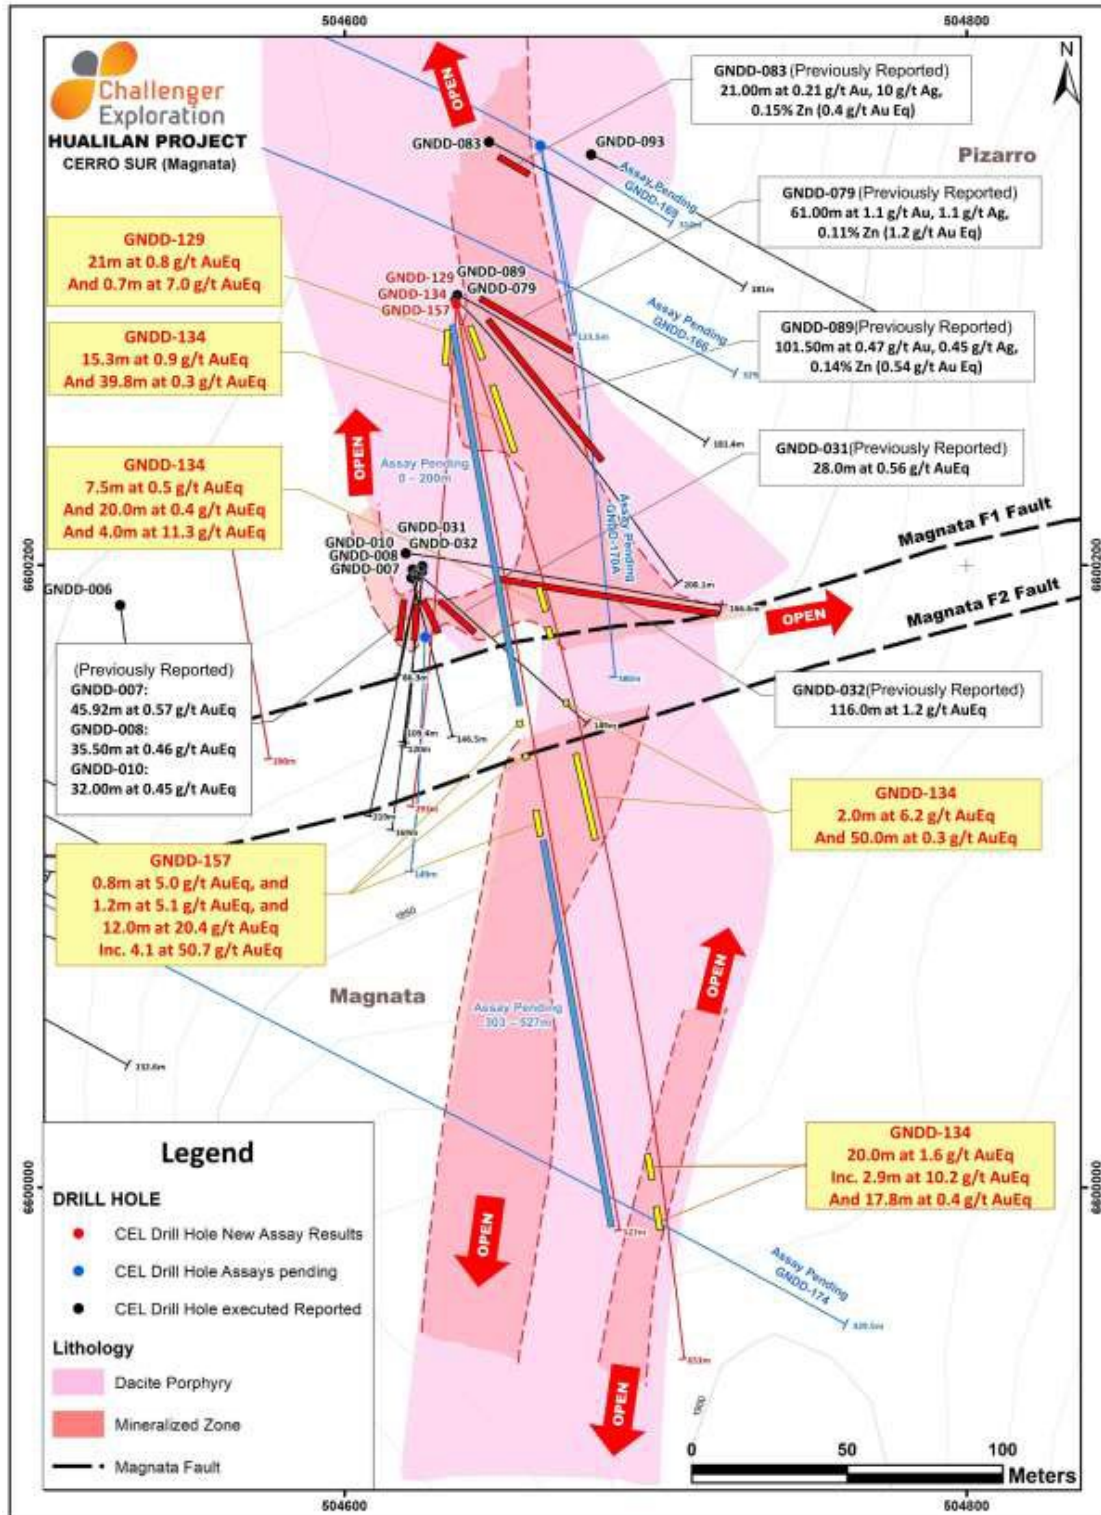 504600
504800
Challenger
Exploration
HUALILAN PROJECT
CERRO SUR (Magnata)
N
GNDD-083 (Previously Reported)
21.00m at 0.21 g/t Au, 10 g/t Ag,
0.15% Zn (0.4 g/t Au Eq)
OPEN
GNDD-083
GNDD-093
Pizarro
Assay Pending
GNDD-079 (Previously Reported)
61.00m at 1.1 g/t Au, 1.1 g/t Ag,
0.11% Zn (1.2 g/t Au Eq)
GNDD-129
21m at 0.8 g/t AuEq
And 0.7m at 7.0 g/t AuEq
GNDD-129
GNDD-134
GNDD-157
GNDD-089
GNDD-079
181m
Assay Pending
GNDD-166
GNDD-089(Previously Reported)
101.50m at 0.47 g/t Au, 0.45 g/t Ag,
0.14% Zn (0.54 g/t Au Eq)
GNDD-134
15.3m at 0.9 g/t AuEq
And 39.8m at 0.3 g/t AuEq
OPEN
GNDD-031(Previously Reported)
28.0m at 0.56 g/t AuEq
GNDD-134
7.5m at 0.5 g/t AuEq
And 20.0m at 0.4 g/t AuEq
And 4.0m at 11.3 g/t AuEq
Assay Pending
0 – 200m
Assay Pending
GNDD-170A
GNDD-031
GNDD-010
GNDD-032
GNDD-008
GNDD-007
Magnata F1 Fault
6600200
6600200
GNDD-006
Magnata F2 Fault
OPEN
(Previously Reported)
GNDD-007:
45.92m at 0.57 g/t AuEq
GNDD-008:
35.50m at 0.46 g/t AuEq
GNDD-010:
32.00m at 0.45 g/t AuEq
GNDD-032(Previously Reported)
116.0m at 1.2 g/t AuEq
146.5m
120m
GNDD-134
2.0m at 6.2 g/t AuEq
And 50.0m at 0.3 g/t AuEq
GNDD-157
0.8m at 5.0 g/t AuEq, and
1.2m at 5.1 g/t AuEq, and
12.0m at 20.4 g/t AuEq
Inc. 4.1 at 50.7 g/t AuEq
149m
1950
OPEN
Magnata
Assay Pending
303 – 527m
232.6m
GNDD-134
20.0m at 1.6 g/t AuEq
Inc. 2.9m at 10.2 g/t AuEq
And 17.8m at 0.4 g/t AuEq
6600000
6600000
OPEN
527m
Assay Pending
GNDD-174
1900
OPEN
Legend
DRILL HOLE
CEL Drill Hole New Assay Results
CEL Drill Hole Assays pending
CEL Drill Hole executed Reported
Lithology
Dacite Porphyry
Mineralized Zone
Magnata Fault
0 50 100
Meters
504600
504800